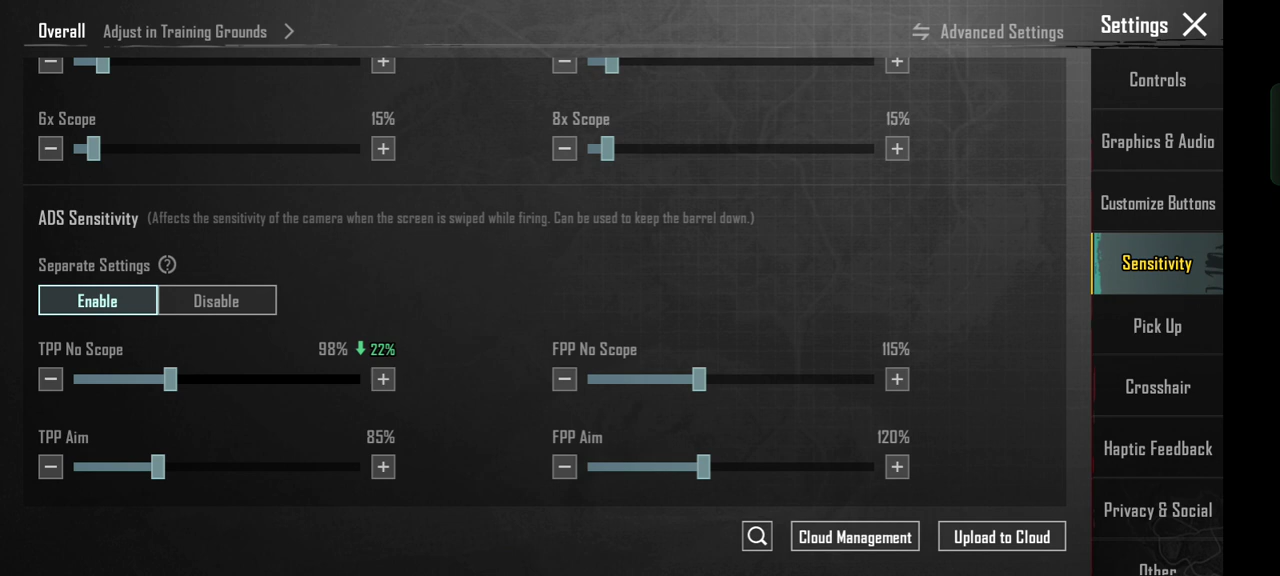 Overall Adjust in Training Grounds
Advanced Settings
Settings
6x Scope 15%
8x Scope 15%
ADS Sensitivity (Affects the sensitivity of the camera when the screen is swiped while firing. Can be used to keep the barrel down.)
Separate Settings
Enable Disable
TPP No Scope 98% 22%
FPP No Scope 115%
TPP Aim 85%
FPP Aim 120%
Cloud Management Upload to Cloud
Controls
Graphics & Audio
Customize Buttons
Sensitivity
Pick Up
Crosshair
Haptic Feedback
Privacy & Social
Other